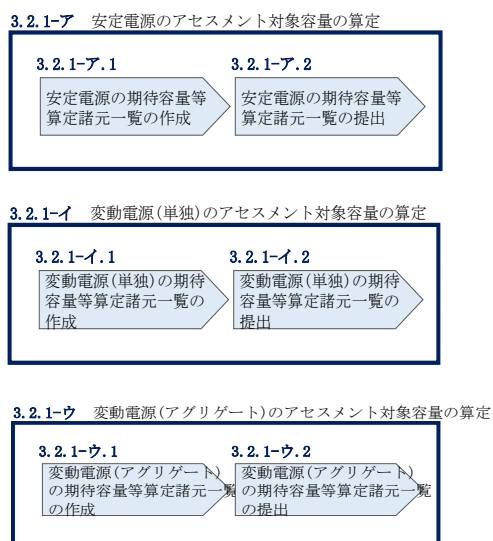 3.2.1-ア 安定電源のアセスメント対象容量の算定
3.2.1-ア.1
安定電源の期待容量等
算定諸元一覧の作成
3.2.1-ア.2
安定電源の期待容量等
算定諸元一覧の提出
3.2.1-イ 変動電源(単独)のアセスメント対象容量の算定
3.2.1-イ.1
変動電源(単独)の期待
容量等算定諸元一覧の
作成
3.2.1-イ.2
変動電源(単独)の期待
容量等算定諸元一覧の
提出
3.2.1-ウ 変動電源(アグリゲート)のアセスメント対象容量の算定
3.2.1-ウ.1
変動電源(アグリゲート)
の期待容量等算定諸元一覧
の作成
3.2.1-ウ.2
変動電源(アグリゲート)
の期待容量等算定諸元一覧
の提出